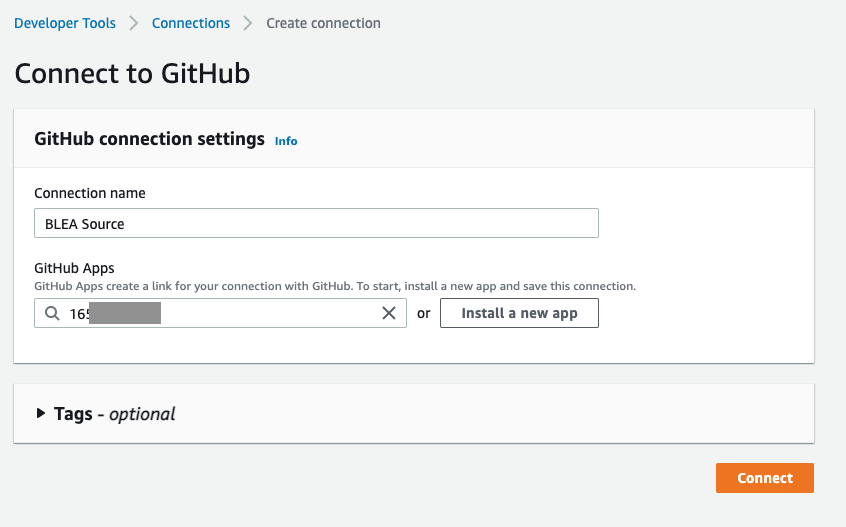 Developer Tools > Connections > Create connection
Connect to GitHub
GitHub connection settings Info
Connection name
BLEA Source
GitHub Apps
GitHub Apps create a link for your connection with GitHub. To start, install a new app and save this connection.
165 or Install a new app
Tags - optional
Connect